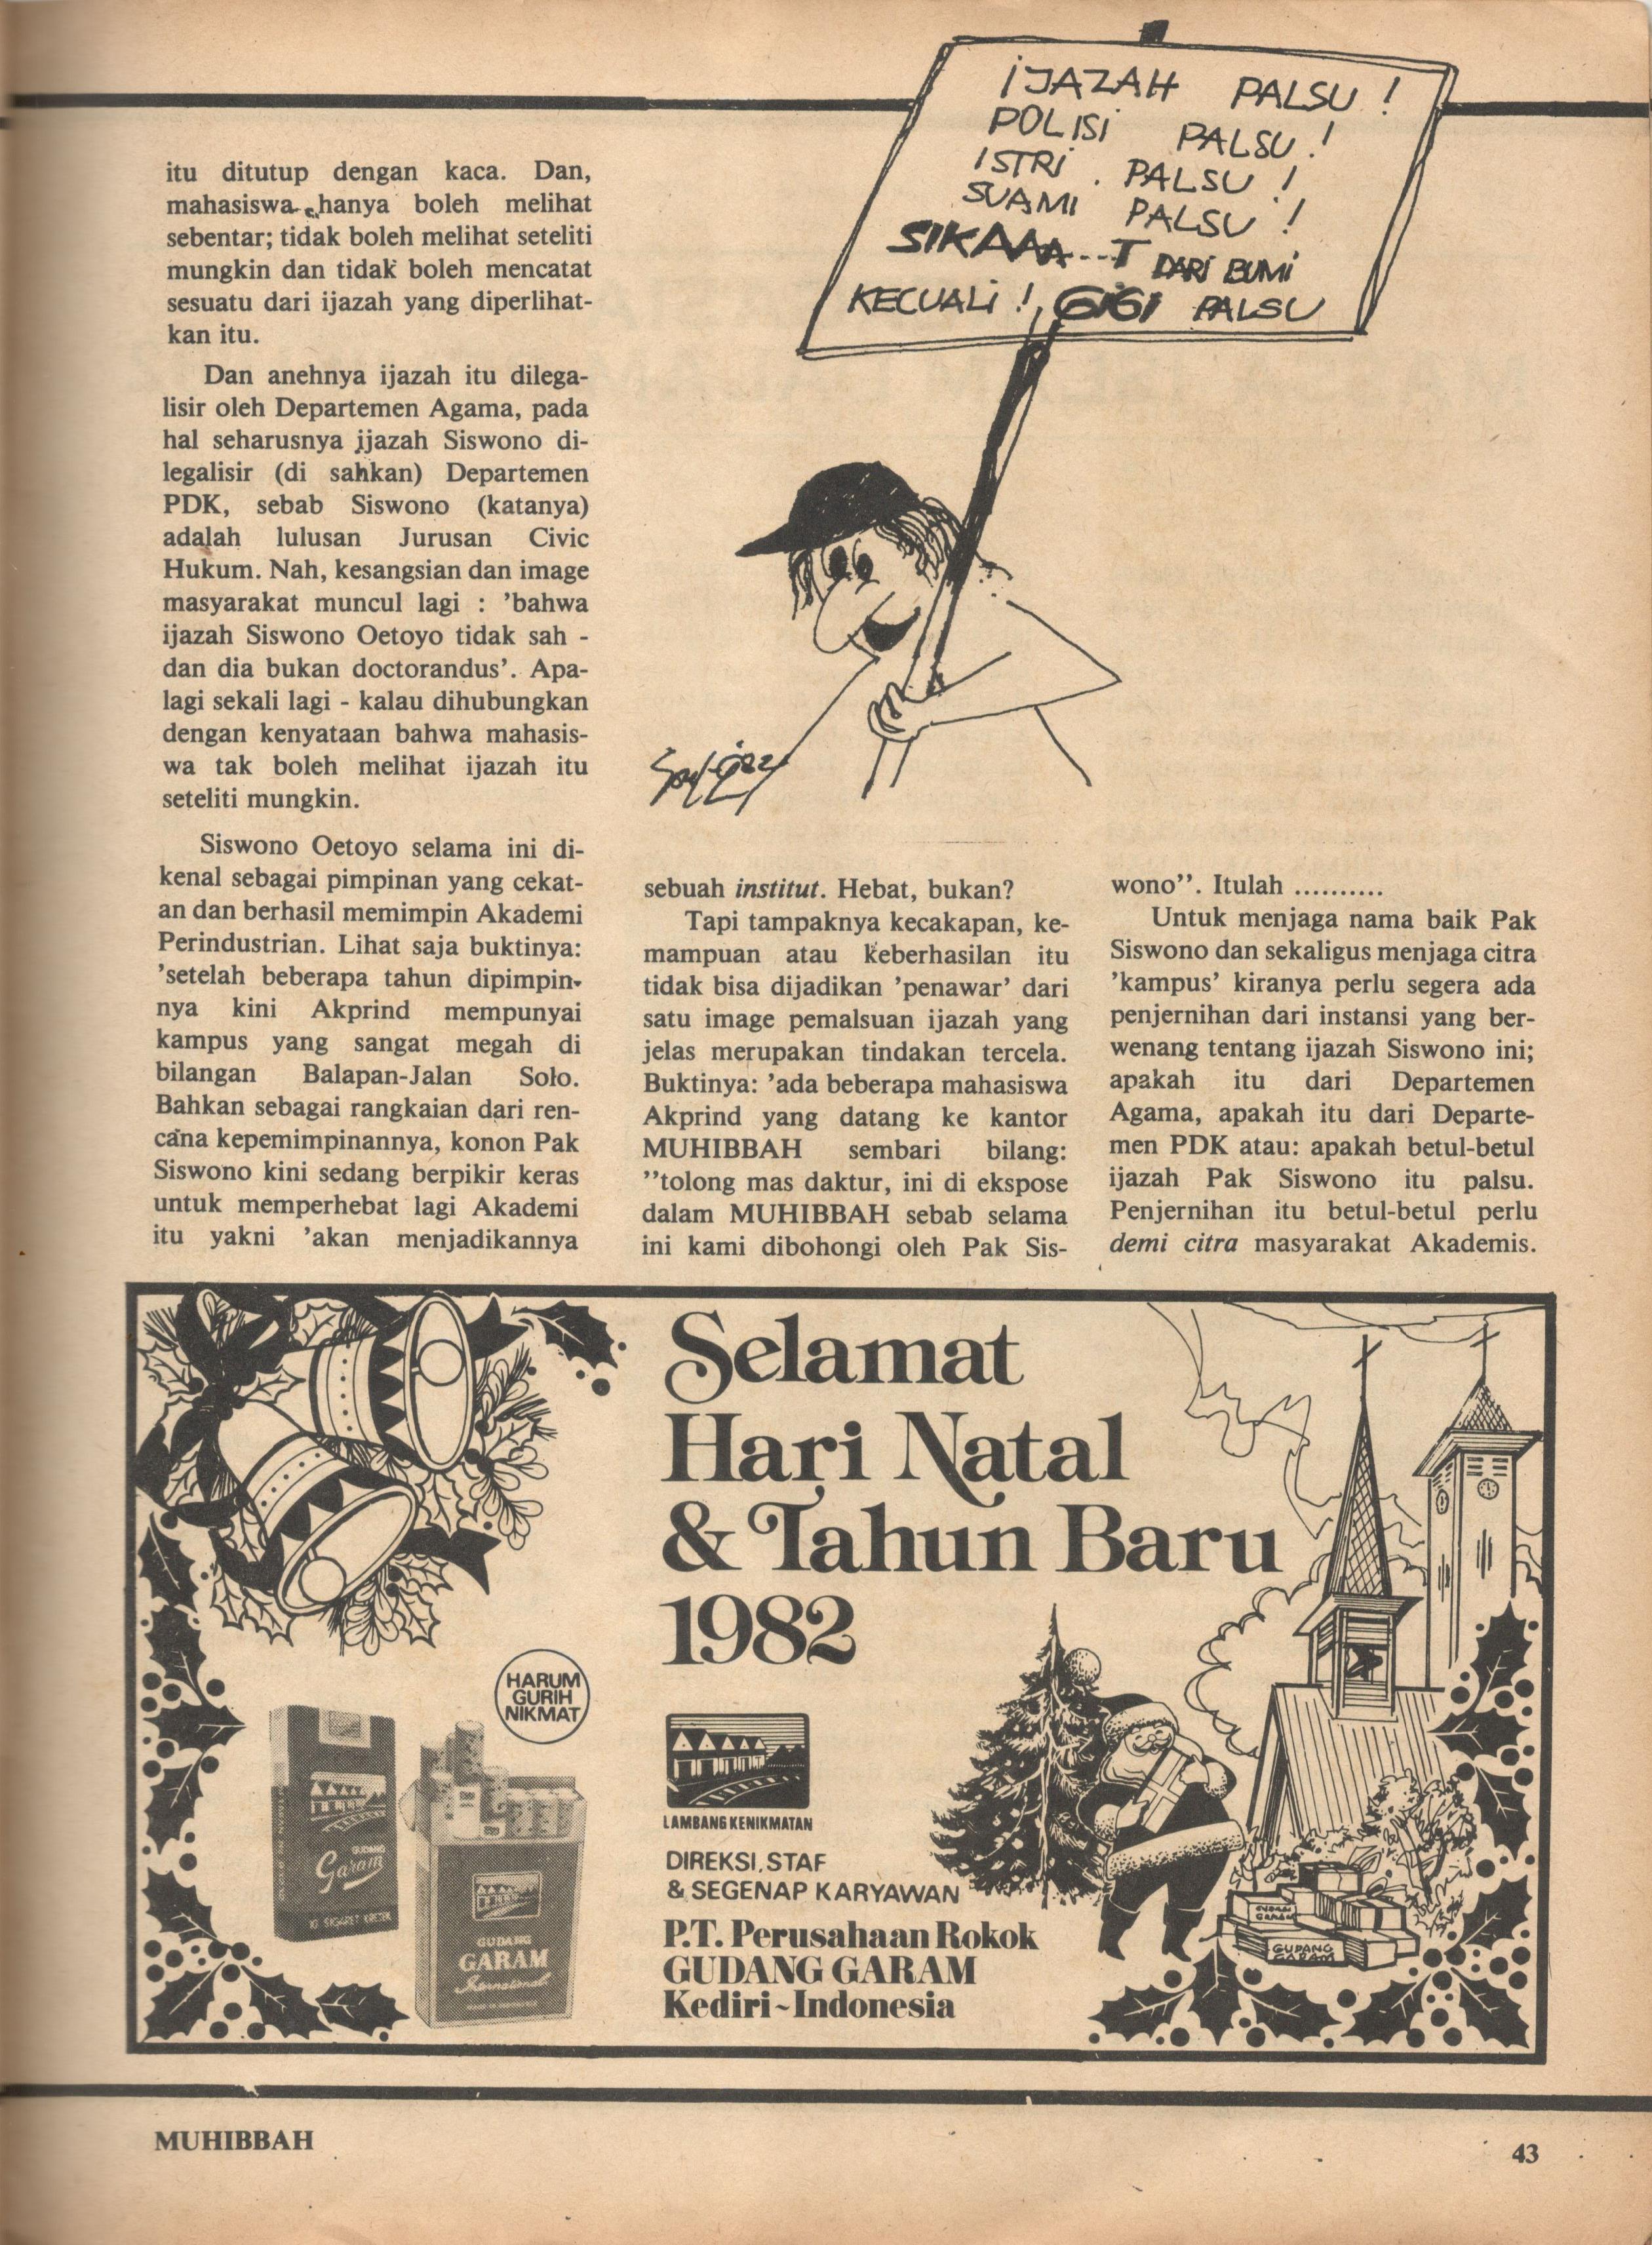 IJAZAH PALSU !
POLISI PALSU !
ISTRI . PALSU !
SUAMI PALSU !
SIKAAA...T DARI BUMI
KECUALI ! GIGI PALSU
itu ditutup dengan kaca. Dan,
mahasiswa hanya boleh melihat
sebentar; tidak boleh melihat seteliti
mungkin dan tidak boleh mencatat
sesuatu dari ijazah yang diperlihat-
kan itu.
Dan anehnya ijazah itu dilega-
lisir oleh Departemen Agama, pada
hal seharusnya ijazah Siswono di-
legalisir (di sahkan) Departemen
PDK, sebab Siswono (katanya)
adalah lulusan Jurusan Civic
Hukum. Nah, kesangsian dan image
masyarakat muncul lagi : ’bahwa
ijazah Siswono Oetoyo tidak sah -
dan dia bukan doctorandus’. Apa-
lagi sekali lagi - kalau dihubungkan
dengan kenyataan bahwa mahasis-
wa tak boleh melihat ijazah itu
seteliti mungkin.
Siswono Oetoyo selama ini di-
kenal sebagai pimpinan yang cekat-
an dan berhasil memimpin Akademi
Perindustrian. Lihat saja buktinya:
’setelah beberapa tahun dipimpin-
nya kini Akprind mempunyai
kampus yang sangat megah di
bilangan Balapan-Jalan Solo.
Bahkan sebagai rangkaian dari ren-
cana kepemimpinannya, konon Pak
Siswono kini sedang berpikir keras
untuk memperhebat lagi Akademi
itu yakni ’akan menjadikannya
sebuah institut. Hebat, bukan?
Tapi tampaknya kecakapan, ke-
mampuan atau keberhasilan itu
tidak bisa dijadikan ’penawar’ dari
satu image pemalsuan ijazah yang
jelas merupakan tindakan tercela.
Buktinya: ’ada beberapa mahasiswa
Akprind yang datang ke kantor
MUHIBBAH sembari bilang:
’’tolong mas daktur, ini di ekspose
dalam MUHIBBAH sebab selama
ini kami dibohongi oleh Pak Sis-
wono’’. Itulah ..........
Untuk menjaga nama baik Pak
Siswono dan sekaligus menjaga citra
’kampus’ kiranya perlu segera ada
penjernihan dari instansi yang ber-
wenang tentang ijazah Siswono ini;
apakah itu dari Departemen
Agama, apakah itu dari Departe-
men PDK atau: apakah betul-betul
ijazah Pak Siswono itu palsu.
Penjernihan itu betul-betul perlu
demi citra masyarakat Akademis.
Selamat
Hari Natal
& Tahun Baru
1982
HARUM
GURIH
NIKMAT
GUDANG
Garam
10 SIGARET KRETEK
GUDANG
GARAM
International
LAMBANG KENIKMATAN
DIREKSI, STAF
& SEGENAP KARYAWAN
P.T. Perusahaan Rokok
GUDANG GARAM
Kediri~Indonesia
GUDANG
GARAM
GUDANG
GARAM
MUHIBBAH
43